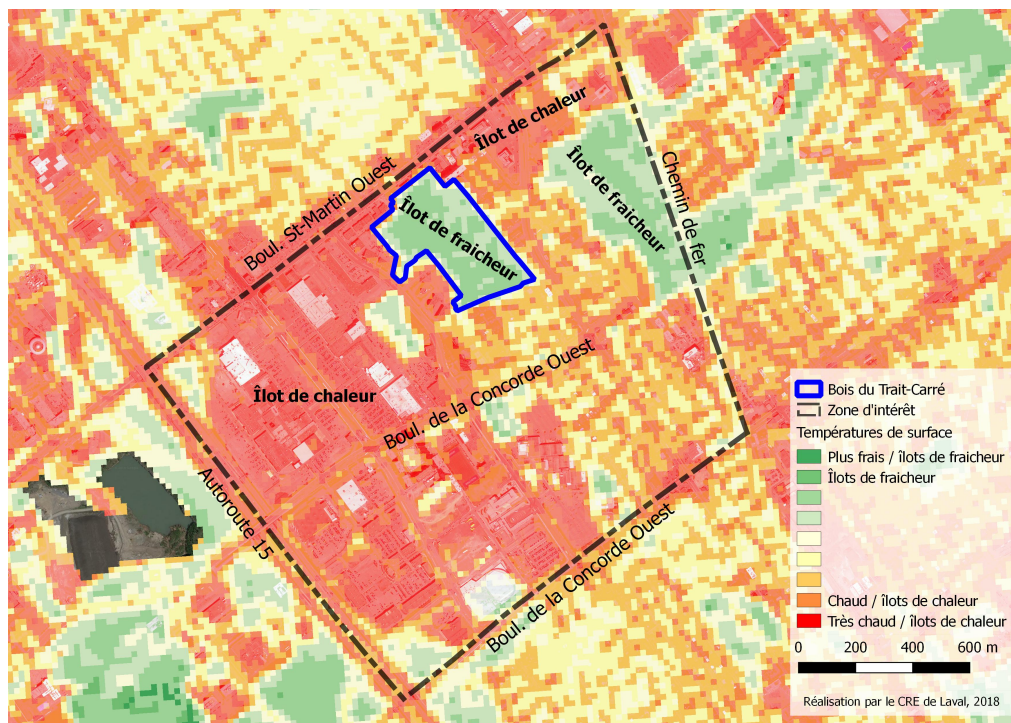 Îlot de chaleur
Boul. St-Martin Ouest
Îlot de fraicheur
Îlot de fraicheur
Chemin de fer
Îlot de chaleur
Boul. de la Concorde Ouest
Autoroute 15
Boul. de la Concorde Ouest
Bois du Trait-Carré
Zone d'intérêt
Températures de surface
Plus frais / îlots de fraicheur
Îlots de fraicheur
Chaud / îlots de chaleur
Très chaud / îlots de chaleur
0 200 400 600 m
Réalisation par le CRE de Laval, 2018